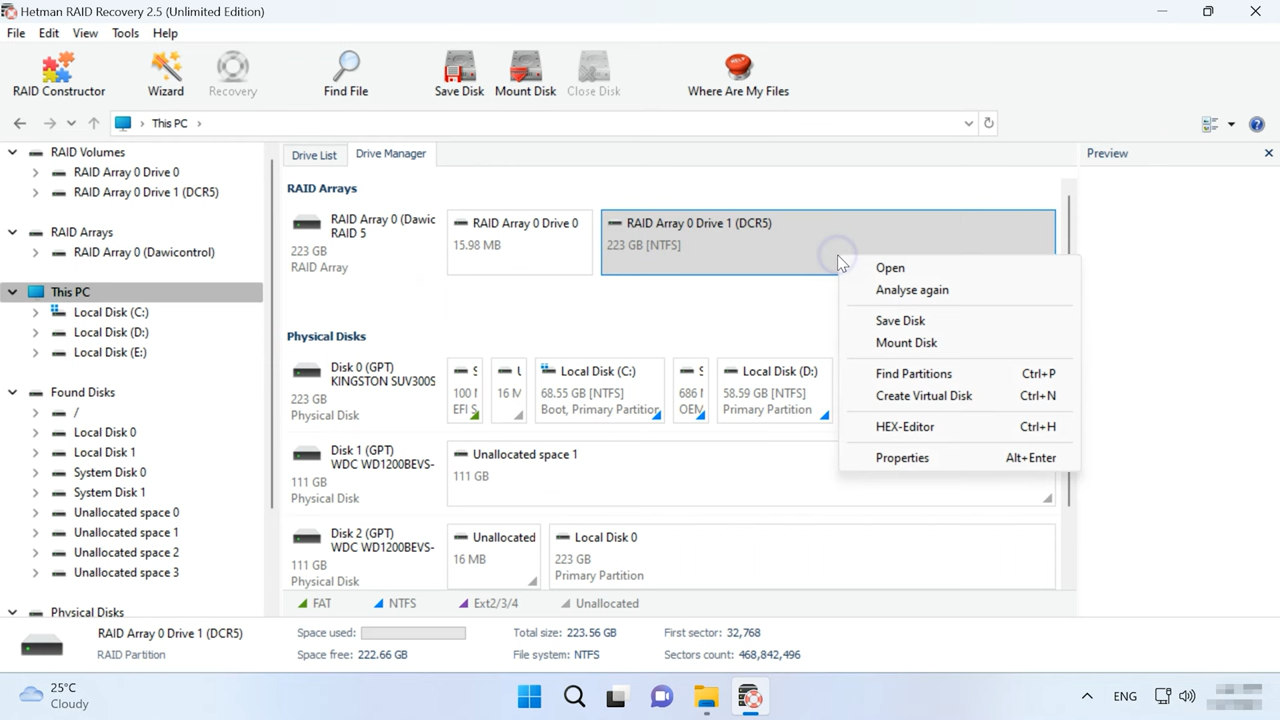 Hetman RAID Recovery 2.5 (Unlimited Edition)
File Edit View Tools Help
RAID Constructor Wizard Recovery Find File Save Disk Mount Disk Close Disk Where Are My Files
This PC
RAID Volumes
RAID Array 0 Drive 0
RAID Array 0 Drive 1 (DCR5)
RAID Arrays
RAID Array 0 (Dawicontrol)
This PC
Local Disk (C:)
Local Disk (D:)
Local Disk (E:)
Found Disks
/
Local Disk 0
Local Disk 1
System Disk 0
System Disk 1
Unallocated space 0
Unallocated space 1
Unallocated space 2
Unallocated space 3
Physical Disks
Drive List Drive Manager
RAID Arrays
RAID Array 0 (Dawic
RAID 5
223 GB
RAID Array
RAID Array 0 Drive 0
15.98 MB
RAID Array 0 Drive 1 (DCR5)
223 GB [NTFS]
Physical Disks
Disk 0 (GPT)
KINGSTON SUV300S
223 GB
Physical Disk
S
100 M
EFI S
L
16 M
Local Disk (C:)
68.55 GB [NTFS]
Boot, Primary Partition
S
686 M
OEM
Local Disk (D:)
58.59 GB [NTFS]
Primary Partition
Disk 1 (GPT)
WDC WD1200BEVS-
111 GB
Physical Disk
Unallocated space 1
111 GB
Disk 2 (GPT)
WDC WD1200BEVS-
111 GB
Physical Disk
Unallocated
16 MB
Local Disk 0
223 GB
Primary Partition
FAT NTFS Ext2/3/4 Unallocated
Open
Analyse again
Save Disk
Mount Disk
Find Partitions Ctrl+P
Create Virtual Disk Ctrl+N
HEX-Editor Ctrl+H
Properties Alt+Enter
Preview
RAID Array 0 Drive 1 (DCR5)
RAID Partition
Space used:
Space free: 222.66 GB
Total size: 223.56 GB
File system: NTFS
First sector: 32,768
Sectors count: 468,842,496
25°C
Cloudy
ENG